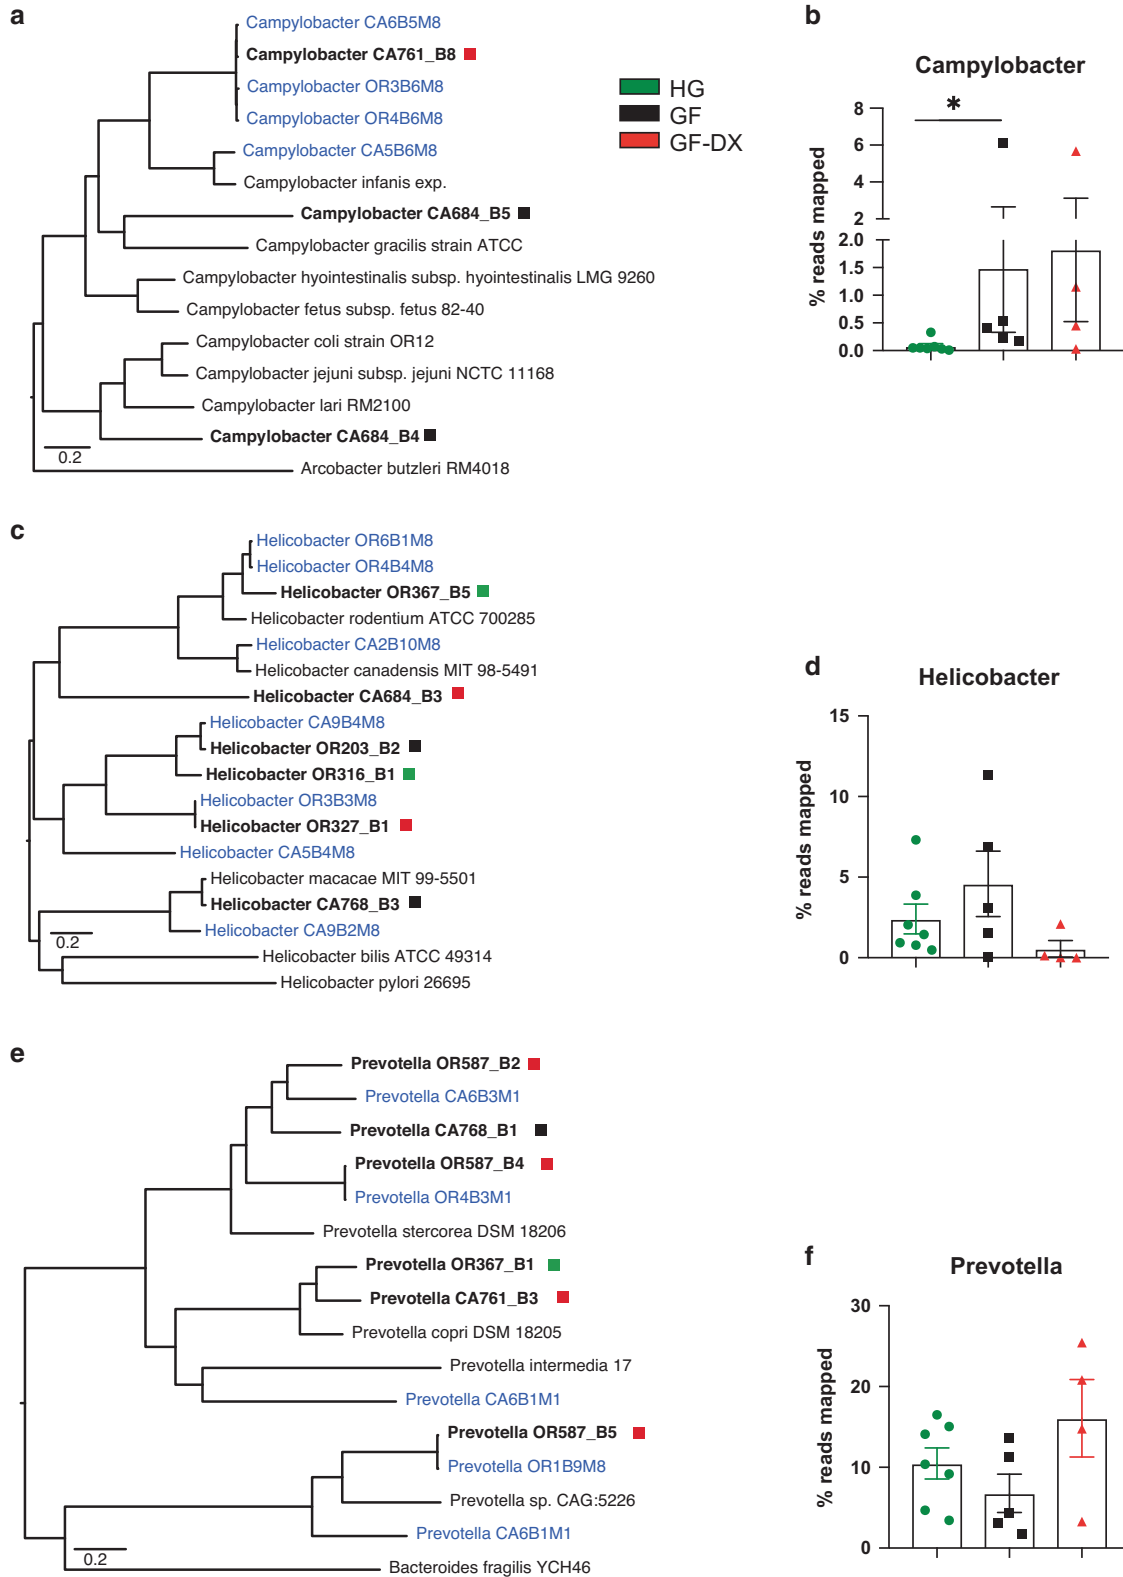 a
Campylobacter CA6B5M8
Campylobacter CA761_B8
Campylobacter OR3B6M8
Campylobacter OR4B6M8
Campylobacter CA5B6M8
Campylobacter infanis exp.
Campylobacter CA684_B5
Campylobacter gracilis strain ATCC
Campylobacter hyointestinalis subsp. hyointestinalis LMG 9260
Campylobacter fetus subsp. fetus 82-40
Campylobacter coli strain OR12
Campylobacter jejuni subsp. jejuni NCTC 11168
Campylobacter lari RM2100
Campylobacter CA684_B4
0.2
Arcobacter butzleri RM4018
HG
GF
GF-DX
b
Campylobacter
*
% reads mapped
8
6
4
2
2.0
1.5
1.0
0.5
0.0
c
Helicobacter OR6B1M8
Helicobacter OR4B4M8
Helicobacter OR367_B5
Helicobacter rodentium ATCC 700285
Helicobacter CA2B10M8
Helicobacter canadensis MIT 98-5491
Helicobacter CA684_B3
Helicobacter CA9B4M8
Helicobacter OR203_B2
Helicobacter OR316_B1
Helicobacter OR3B3M8
Helicobacter OR327_B1
Helicobacter CA5B4M8
Helicobacter macacae MIT 99-5501
Helicobacter CA768_B3
Helicobacter CA9B2M8
0.2
Helicobacter bilis ATCC 49314
Helicobacter pylori 26695
d
Helicobacter
% reads mapped
15
10
5
0
e
Prevotella OR587_B2
Prevotella CA6B3M1
Prevotella CA768_B1
Prevotella OR587_B4
Prevotella OR4B3M1
Prevotella stercorea DSM 18206
Prevotella OR367_B1
Prevotella CA761_B3
Prevotella copri DSM 18205
Prevotella intermedia 17
Prevotella CA6B1M1
Prevotella OR587_B5
Prevotella OR1B9M8
Prevotella sp. CAG:5226
Prevotella CA6B1M1
0.2
Bacteroides fragilis YCH46
f
Prevotella
% reads mapped
30
20
10
0